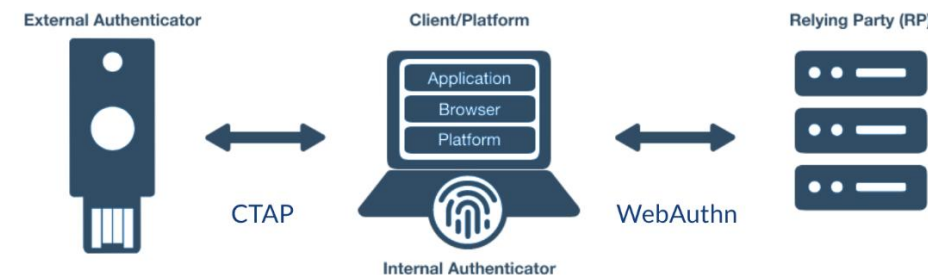 External Authenticator
Client/Platform
Relying Party (RP)
Application
Browser
Platform
CTAP
WebAuthn
Internal Authenticator